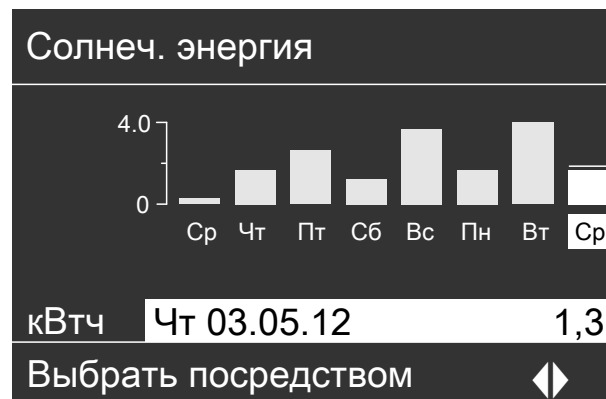 Солнеч. энергия
4.0
0
Ср Чт Пт Сб Вс Пн Вт Ср
кВтч Чт 03.05.12 1,3
Выбрать посредством